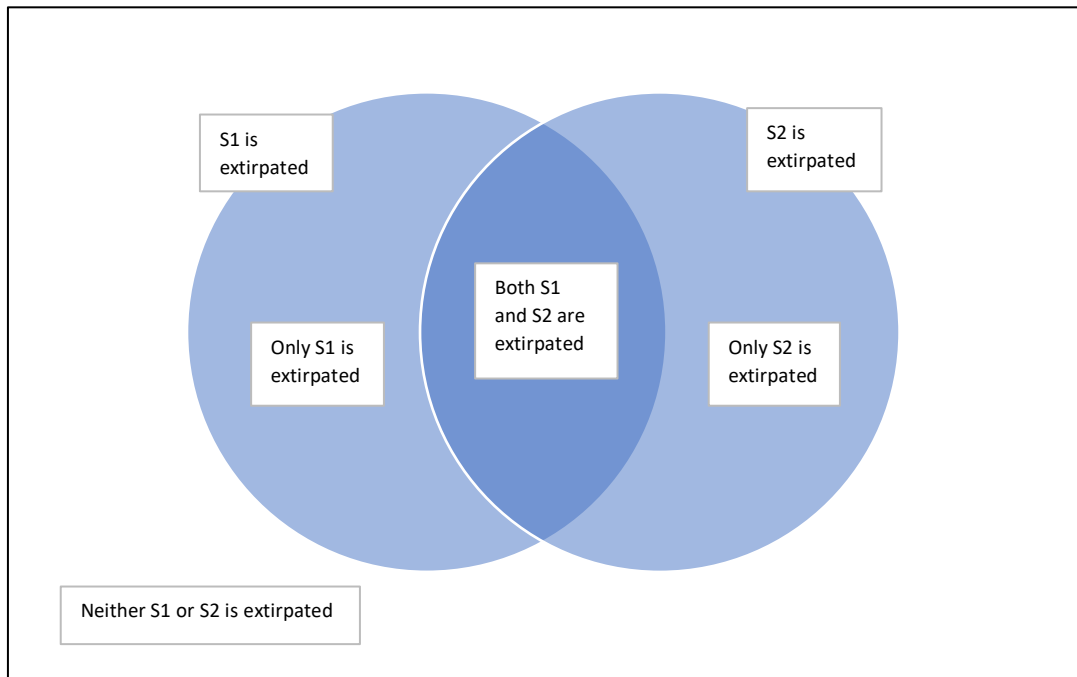 S1 is
extirpated
S2 is
extirpated
Both S1
and S2 are
extirpated
Only S1 is
extirpated
Only S2 is
extirpated
Neither S1 or S2 is extirpated